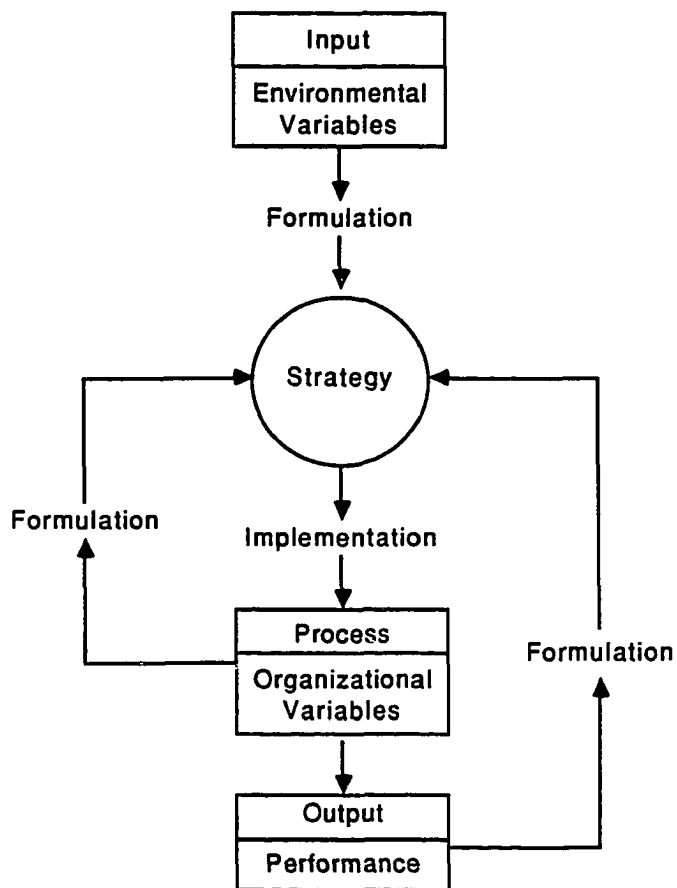 Input
Environmental
Variables
Formulation
Strategy
Formulation
Implementation
Process
Organizational
Variables
Formulation
Output
Performance